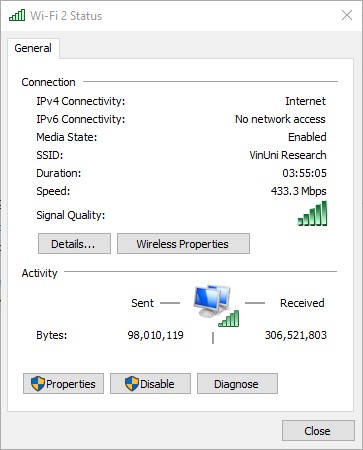 Wi-Fi 2 Status
General
Connection
IPv4 Connectivity: Internet
IPv6 Connectivity: No network access
Media State: Enabled
SSID: VinUni Research
Duration: 03:55:05
Speed: 433.3 Mbps
Signal Quality:
Details... Wireless Properties
Activity
Sent Received
Bytes: 98,010,119 306,521,803
Properties Disable Diagnose
Close